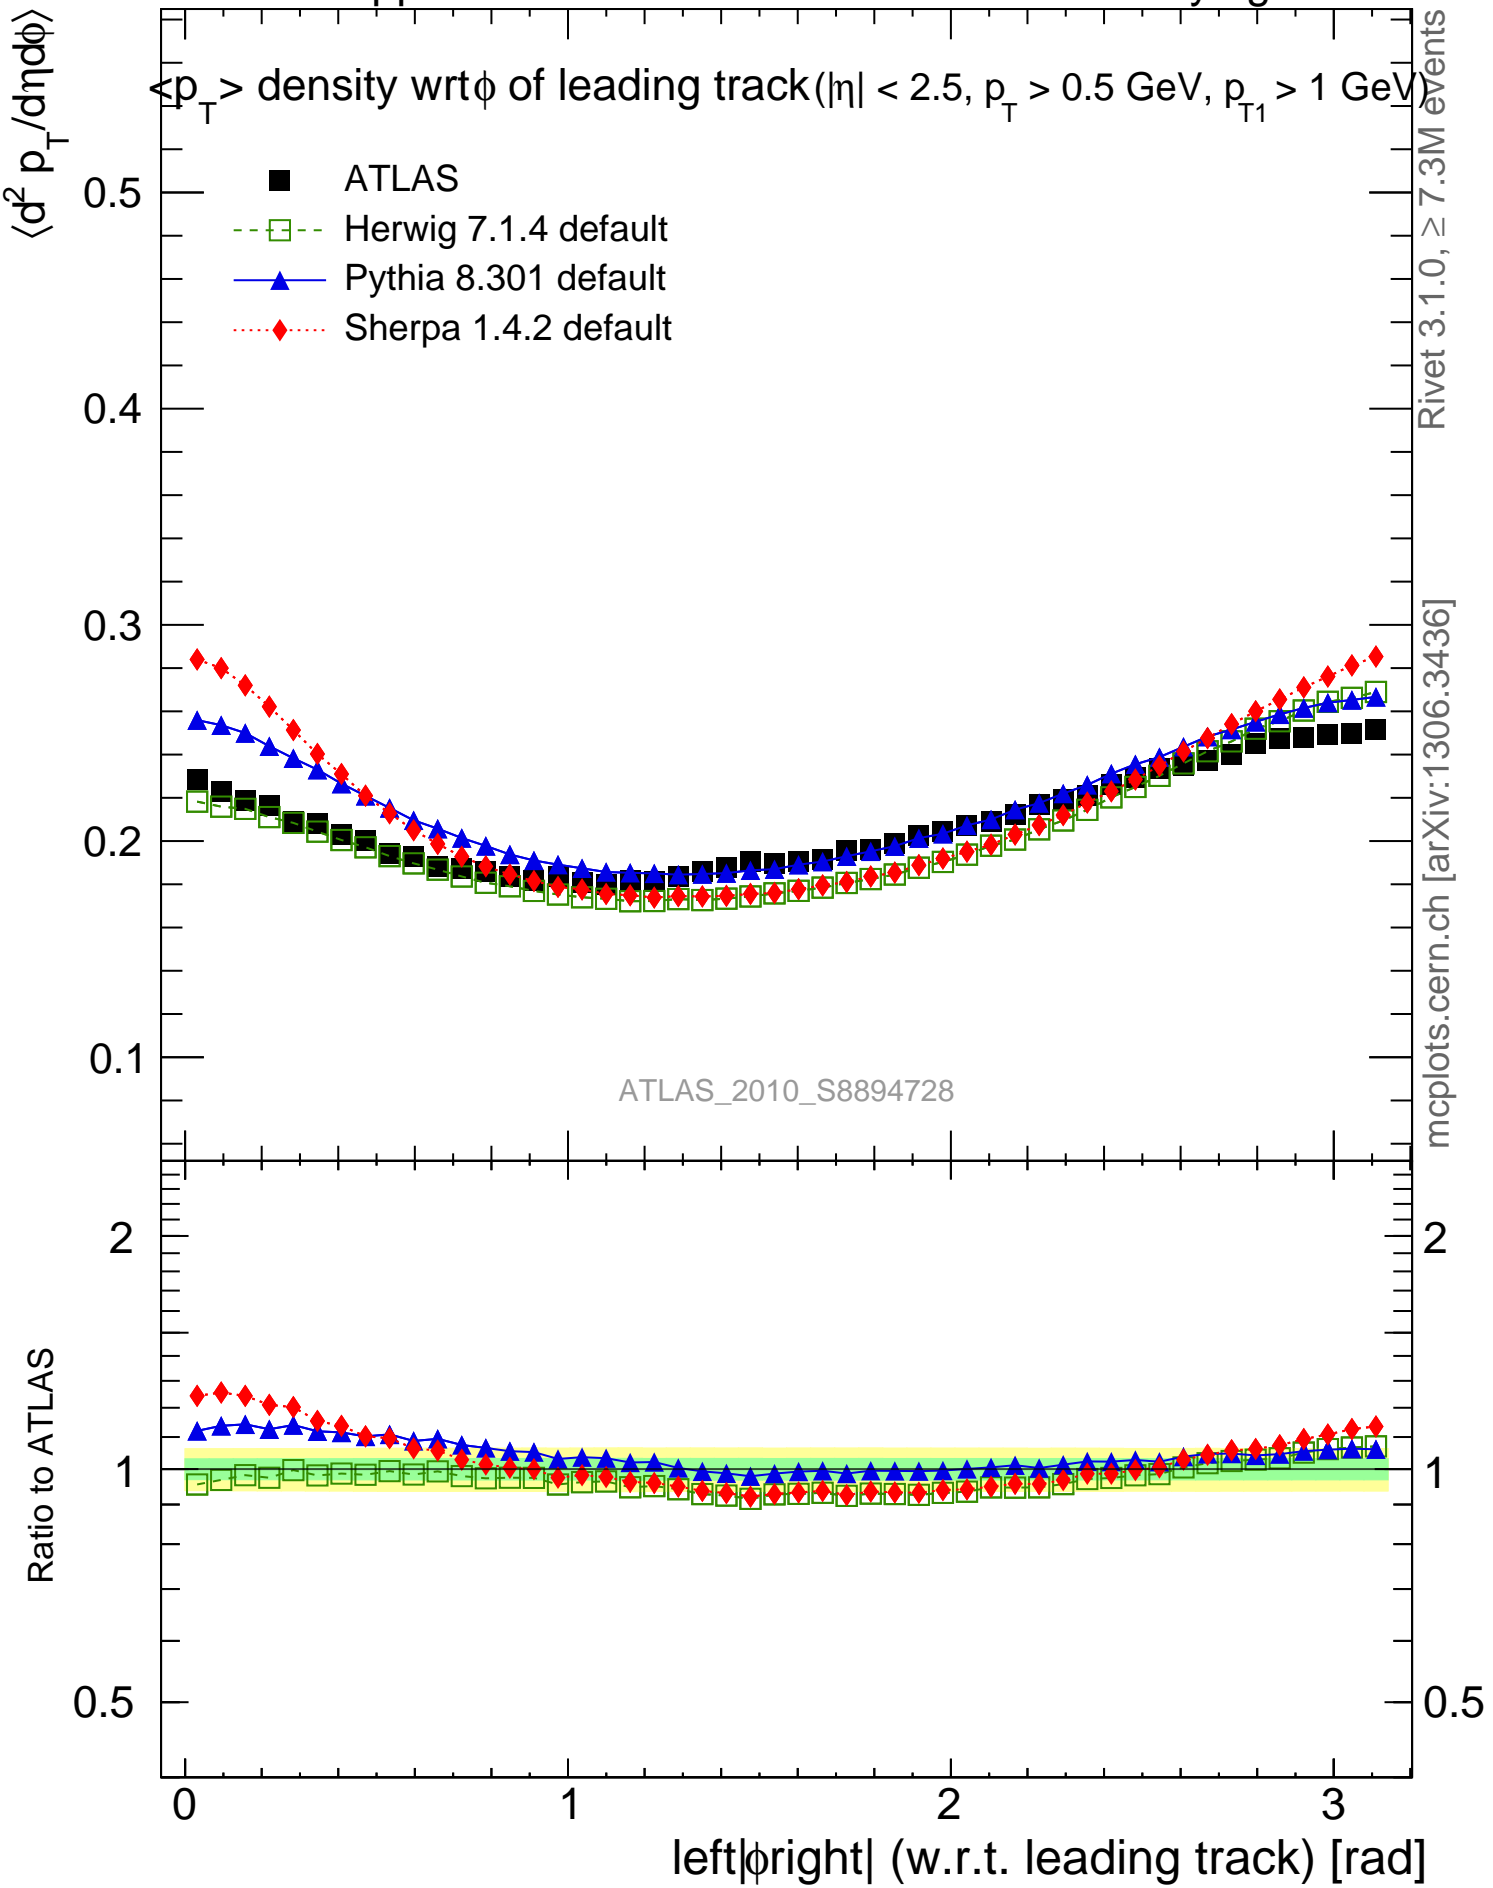 ⟨d² p_T/dηdϕ⟩
<p_T> density wrtϕ of leading track(|η| < 2.5, p_T > 0.5 GeV, p_T1 > 1 GeV)
ATLAS
Herwig 7.1.4 default
Pythia 8.301 default
Sherpa 1.4.2 default
0.5
0.4
0.3
0.2
0.1
ATLAS_2010_S8894728
Rivet 3.1.0, ≥ 7.3M events
mcplots.cern.ch [arXiv:1306.3436]
Ratio to ATLAS
2
1
0.5
2
1
0.5
0 1 2 3
left|ϕright| (w.r.t. leading track) [rad]